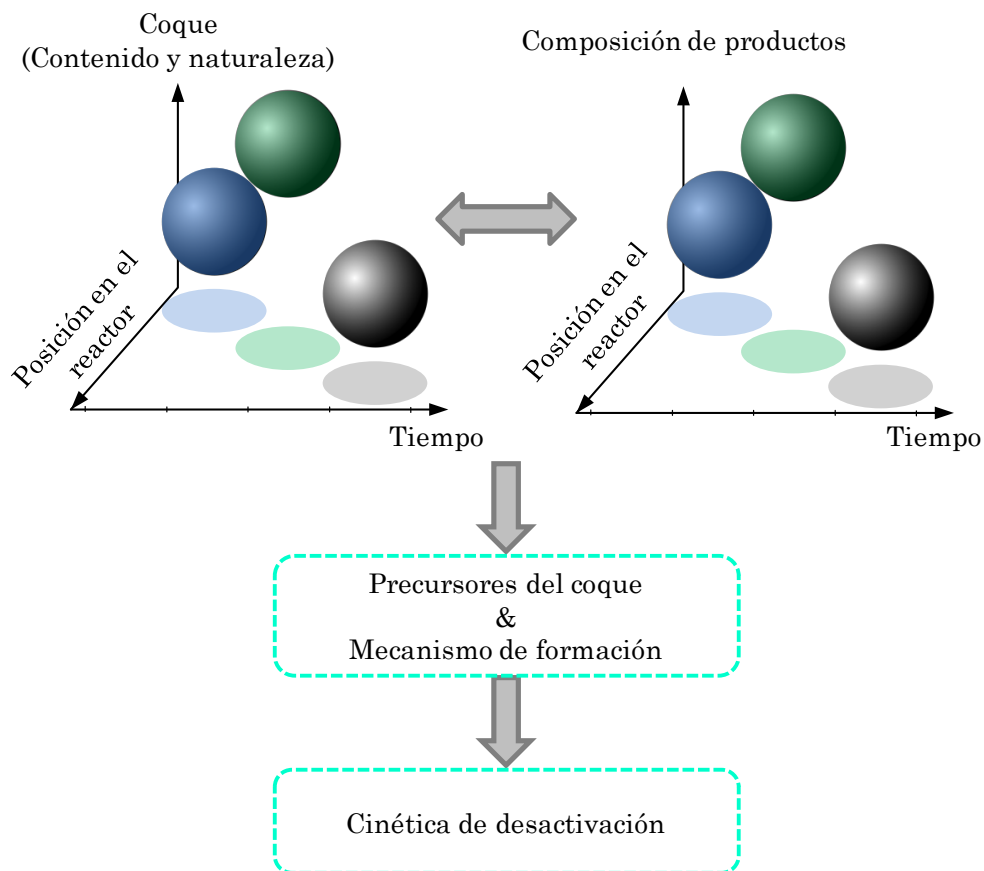 Coque
(Contenido y naturaleza)
Composición de productos
Posición en el
reactor
Tiempo
Posición en el
reactor
Tiempo
Precursores del coque
&
Mecanismo de formación
Cinética de desactivación